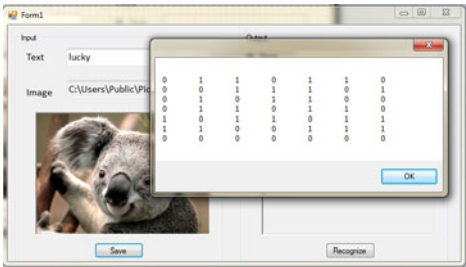 Form1
Input
Output
Text
lucky
Image
C:\Users\Public\Pic
0 1 1 0 1 1 0
0 0 1 1 1 0 1
0 1 0 1 1 0 0
0 1 1 0 1 1 0
1 0 1 1 0 1 1
1 1 0 0 1 1 1
0 0 0 0 0 0 0
OK
Save
Recognize